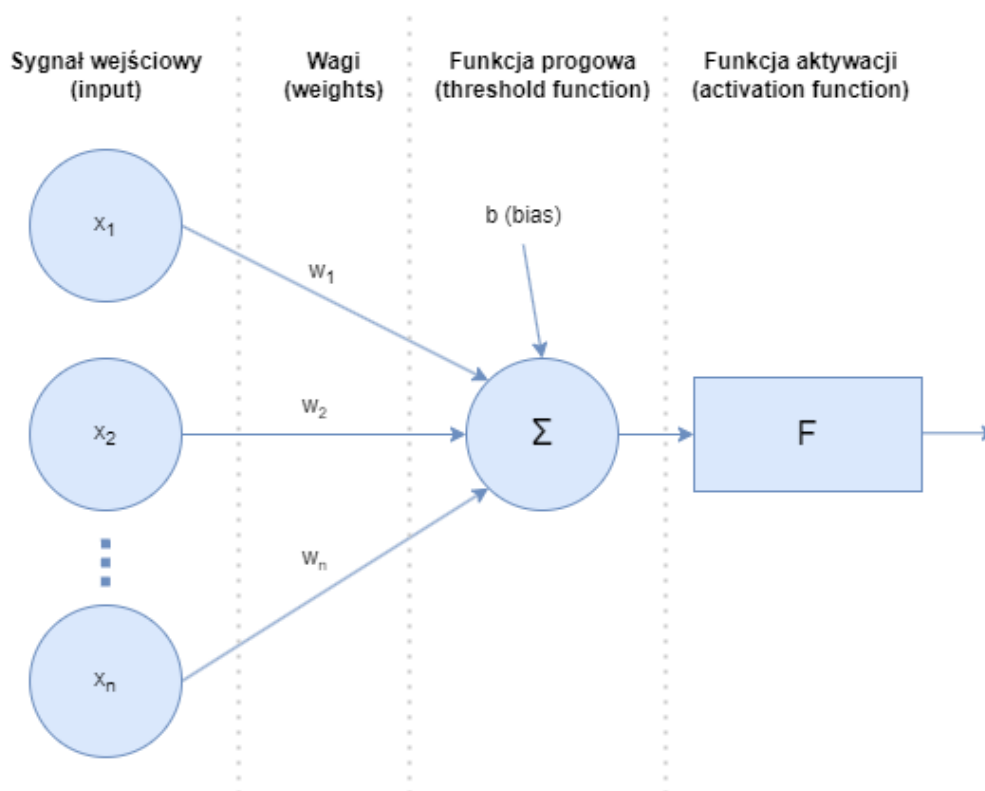 Sygnał wejściowy
(input)
Wagi
(weights)
Funkcja progowa
(threshold function)
Funkcja aktywacji
(activation function)
x₁
b (bias)
w₁
x₂
w₂
Σ
F
wₙ
xₙ